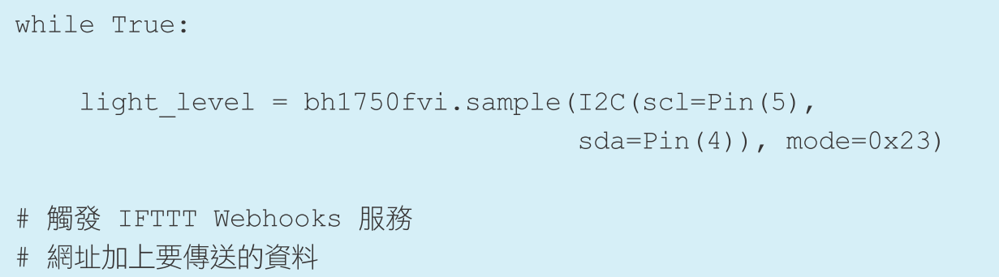 while True:
    light_level = bh1750fvi.sample(I2C(scl=Pin(5),
                                   sda=Pin(4)), mode=0x23)
# 觸發 IFTTT Webhooks 服務
# 網址加上要傳送的資料